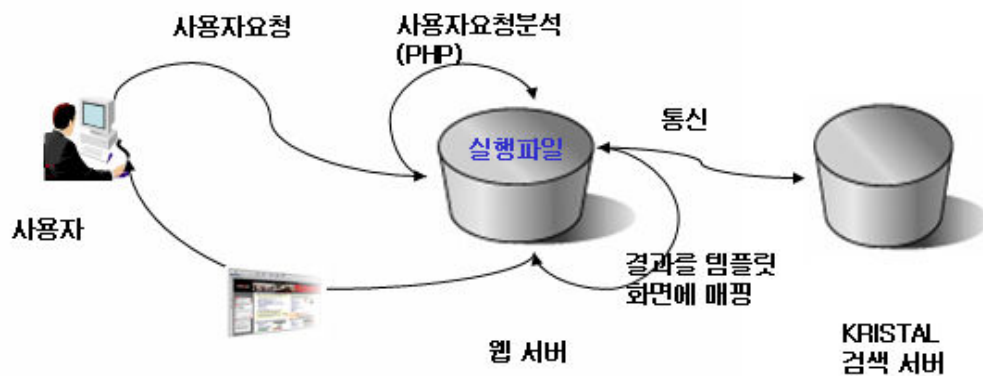 사용자요청
사용자요청분석
(PHP)
통신
실행파일
사용자
결과를 템플릿
화면에 매핑
웹 서버
KRISTAL
검색 서버